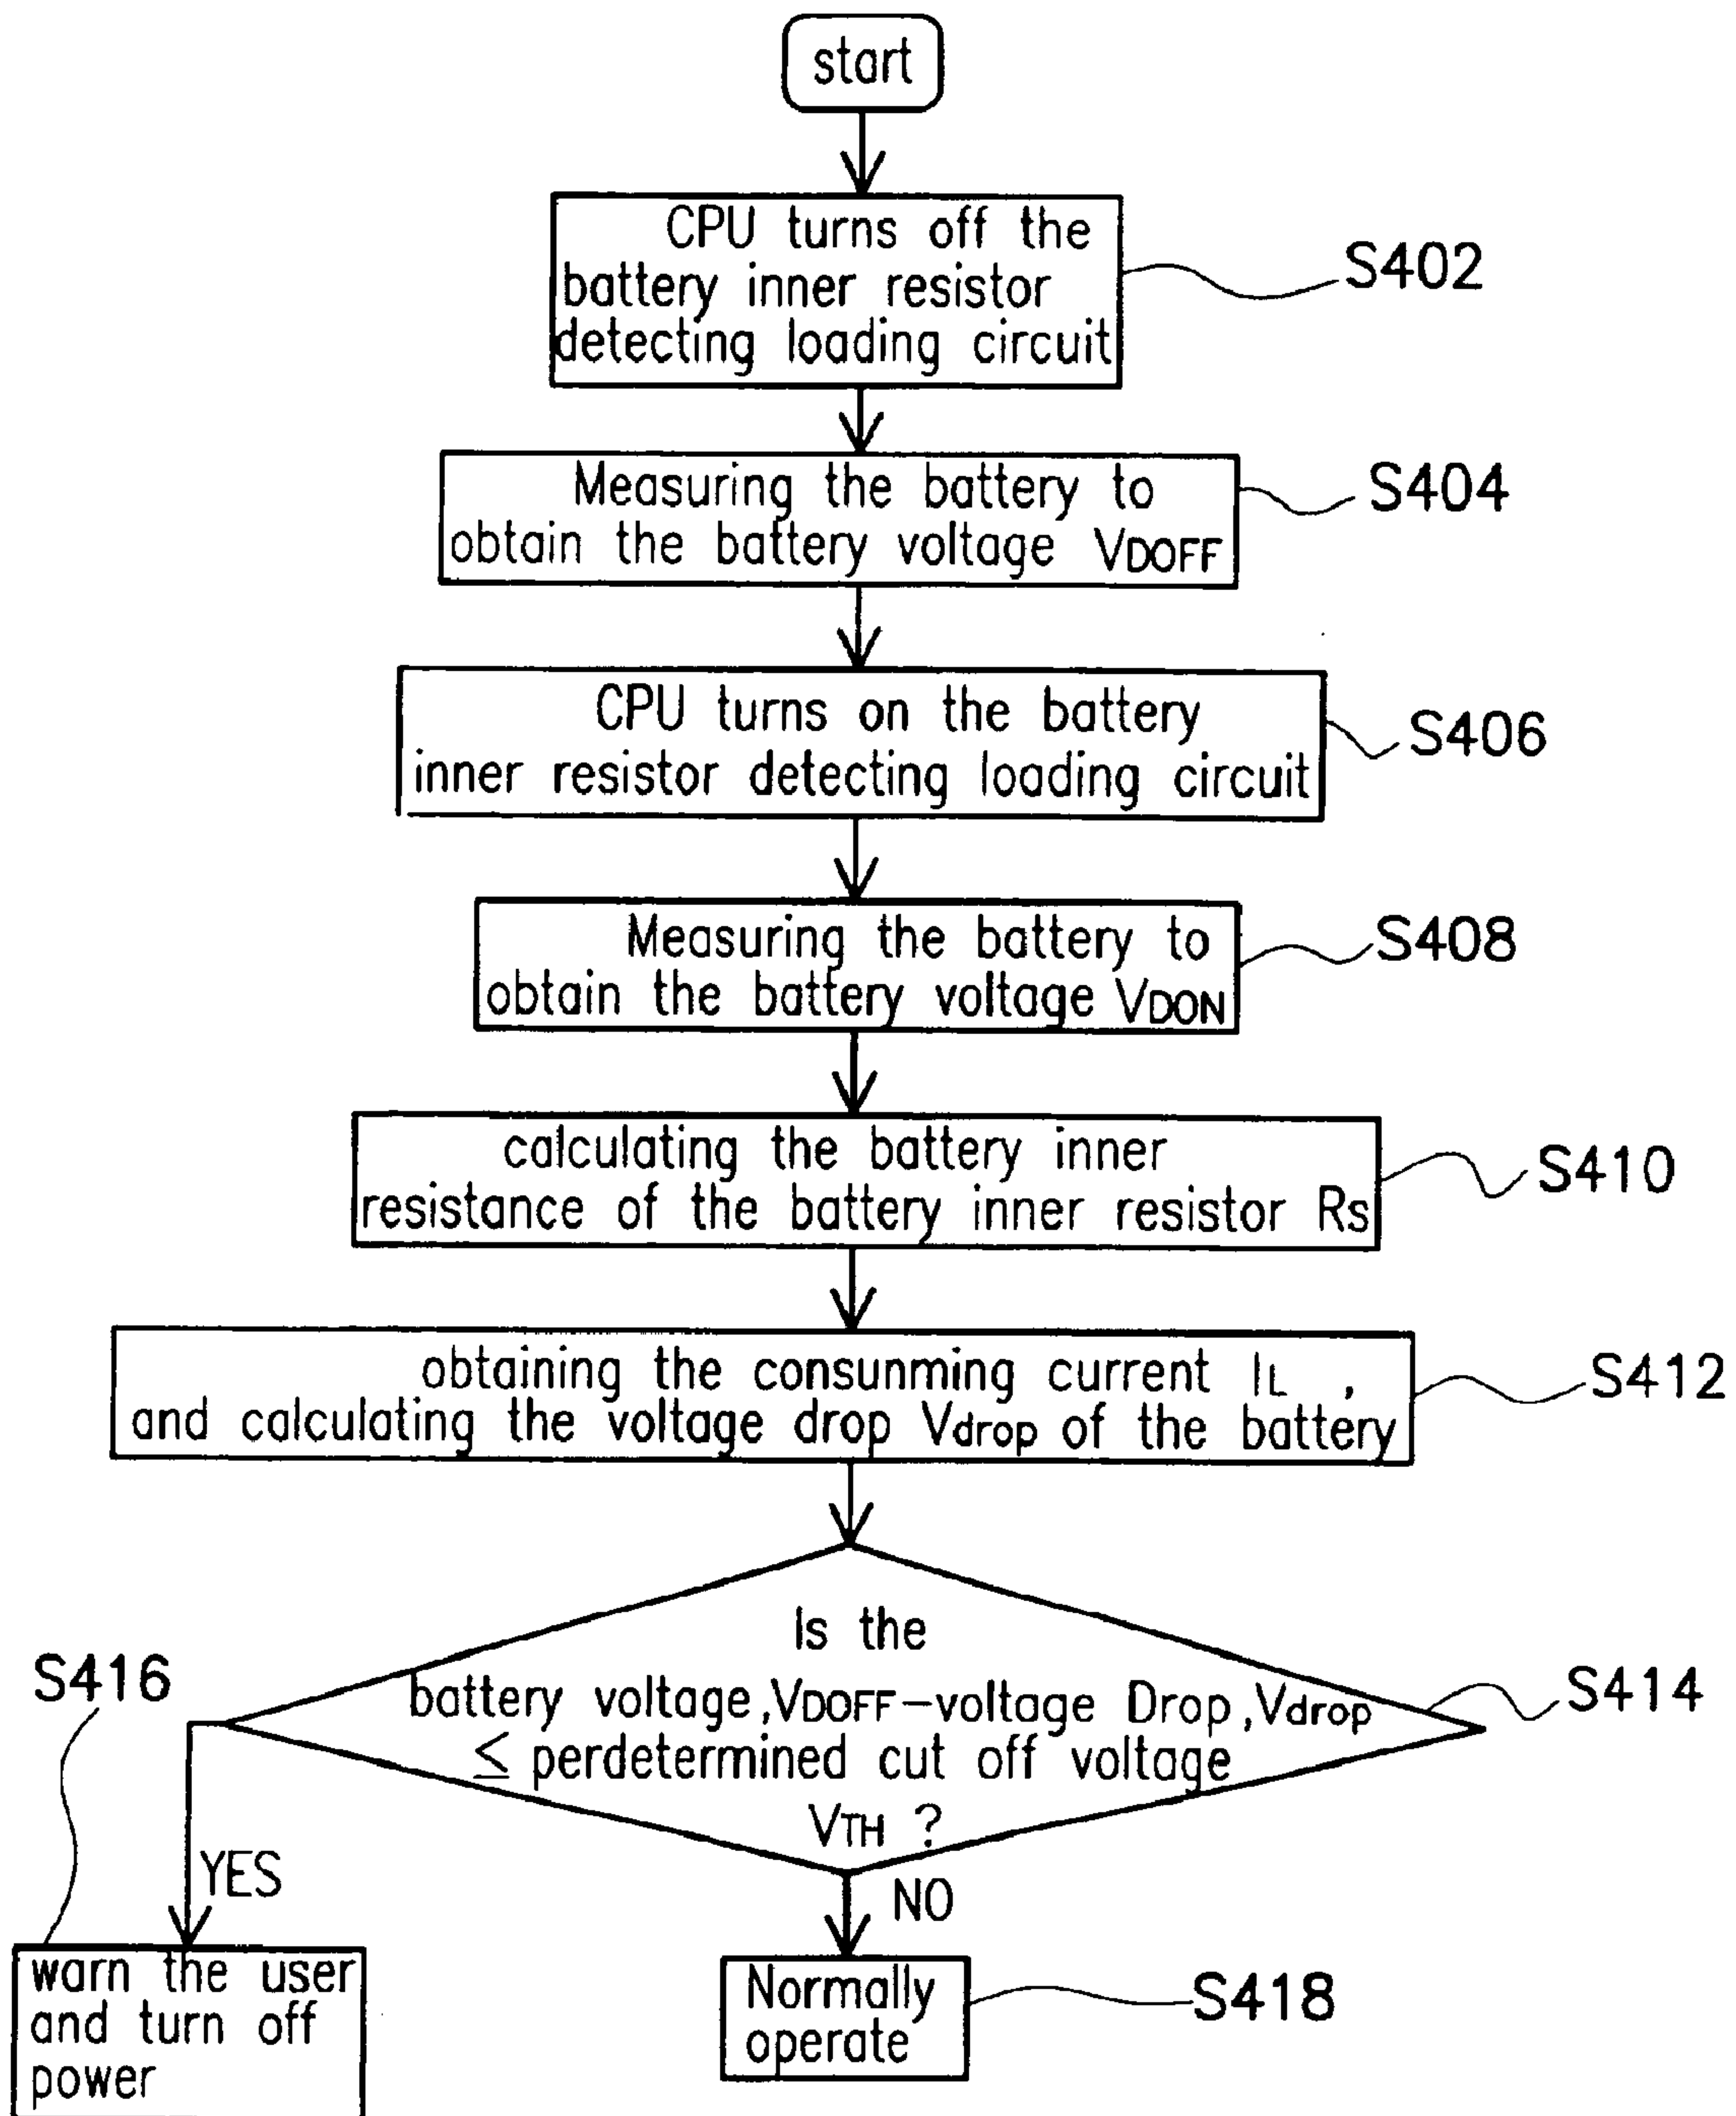 start
CPU turns off the
battery inner resistor
detecting loading circuit
S402
Measuring the battery to
obtain the battery voltage VDOFF
S404
CPU turns on the battery
inner resistor detecting loading circuit
S406
Measuring the battery to
obtain the battery voltage VDON
S408
calculating the battery inner
resistance of the battery inner resistor Rs
S410
obtaining the consunming current IL ,
and calculating the voltage drop Vdrop of the battery
S412
Is the
battery voltage,VDOFF-voltage Drop,Vdrop
≤ perdetermined cut off voltage
VTH ?
S414
S416
YES
NO
warn the user
and turn off
power
Normally
operate
S418